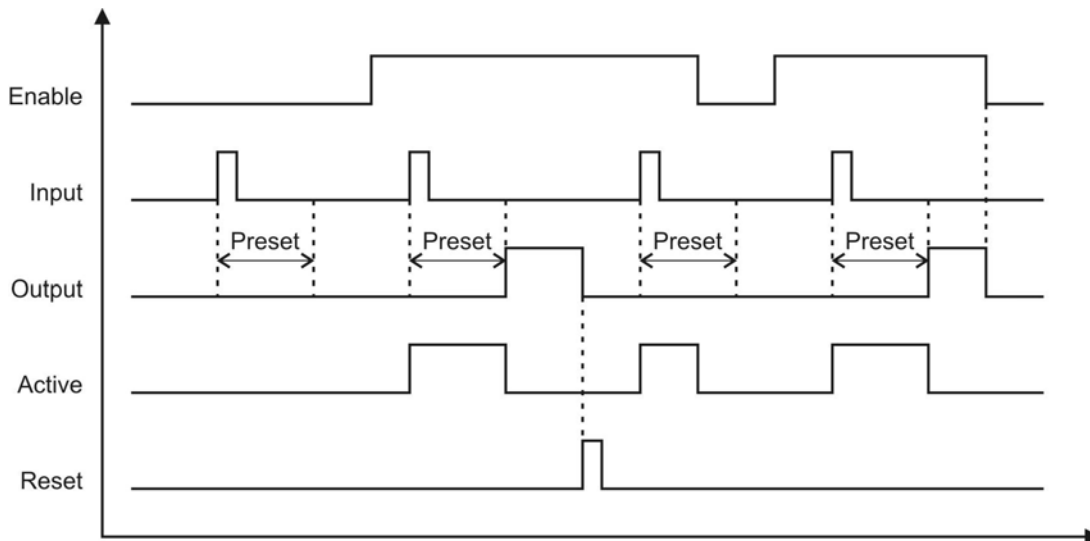 Enable
Input
Preset Preset Preset Preset
Output
Active
Reset